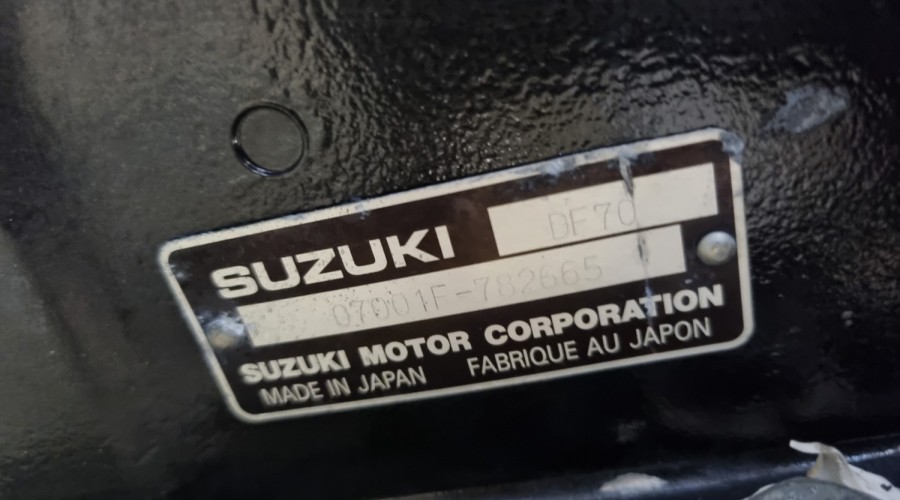 SUZUKI DF70
07001F-782665
SUZUKI MOTOR CORPORATION
MADE IN JAPAN FABRIQUE AU JAPON